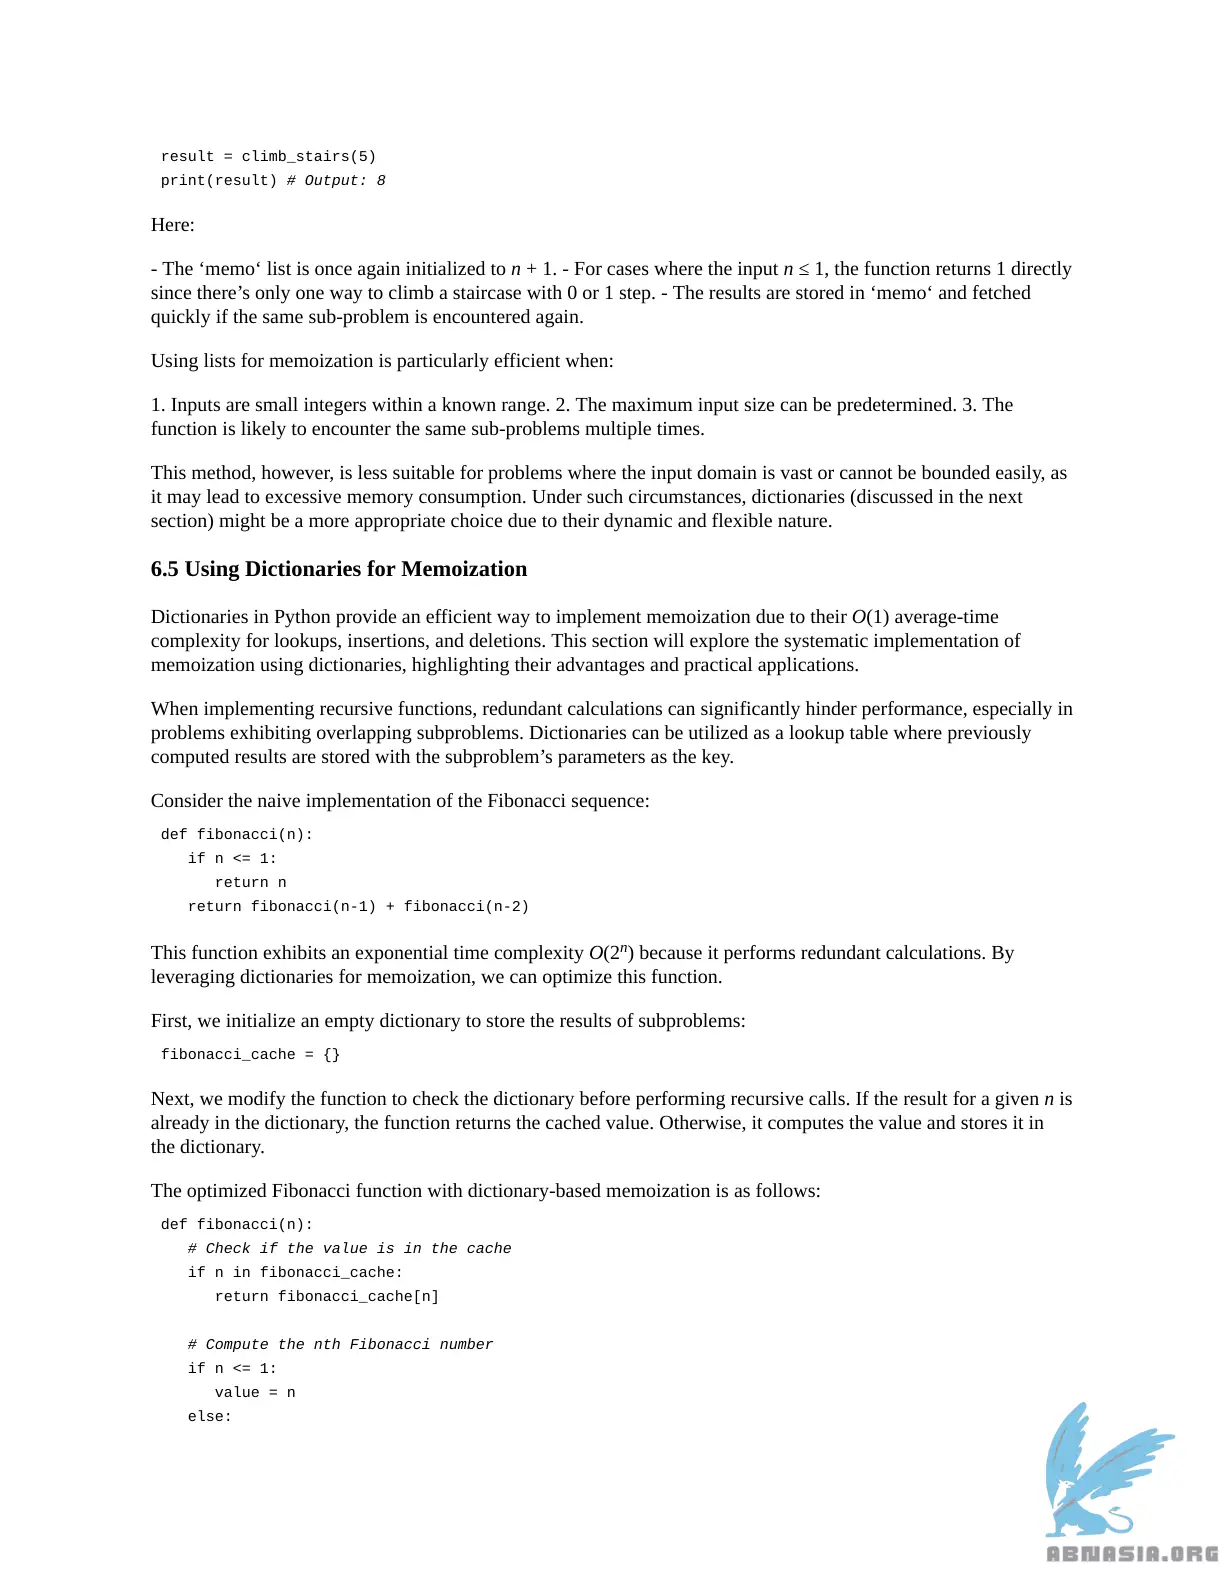 result = climb_stairs(5)
print(result) # Output: 8
Here:
- The ‘memo‘ list is once again initialized to n + 1. - For cases where the input n ≤ 1, the function returns 1 directly
since there’s only one way to climb a staircase with 0 or 1 step. - The results are stored in ‘memo‘ and fetched
quickly if the same sub-problem is encountered again.
Using lists for memoization is particularly efficient when:
1. Inputs are small integers within a known range. 2. The maximum input size can be predetermined. 3. The
function is likely to encounter the same sub-problems multiple times.
This method, however, is less suitable for problems where the input domain is vast or cannot be bounded easily, as
it may lead to excessive memory consumption. Under such circumstances, dictionaries (discussed in the next
section) might be a more appropriate choice due to their dynamic and flexible nature.
6.5 Using Dictionaries for Memoization
Dictionaries in Python provide an efficient way to implement memoization due to their O(1) average-time
complexity for lookups, insertions, and deletions. This section will explore the systematic implementation of
memoization using dictionaries, highlighting their advantages and practical applications.
When implementing recursive functions, redundant calculations can significantly hinder performance, especially in
problems exhibiting overlapping subproblems. Dictionaries can be utilized as a lookup table where previously
computed results are stored with the subproblem’s parameters as the key.
Consider the naive implementation of the Fibonacci sequence:
def fibonacci(n):
   if n <= 1:
      return n
   return fibonacci(n-1) + fibonacci(n-2)
This function exhibits an exponential time complexity O(2ⁿ) because it performs redundant calculations. By
leveraging dictionaries for memoization, we can optimize this function.
First, we initialize an empty dictionary to store the results of subproblems:
fibonacci_cache = {}
Next, we modify the function to check the dictionary before performing recursive calls. If the result for a given n is
already in the dictionary, the function returns the cached value. Otherwise, it computes the value and stores it in
the dictionary.
The optimized Fibonacci function with dictionary-based memoization is as follows:
def fibonacci(n):
   # Check if the value is in the cache
   if n in fibonacci_cache:
      return fibonacci_cache[n]
   # Compute the nth Fibonacci number
   if n <= 1:
      value = n
   else:
ABNASIA.ORG